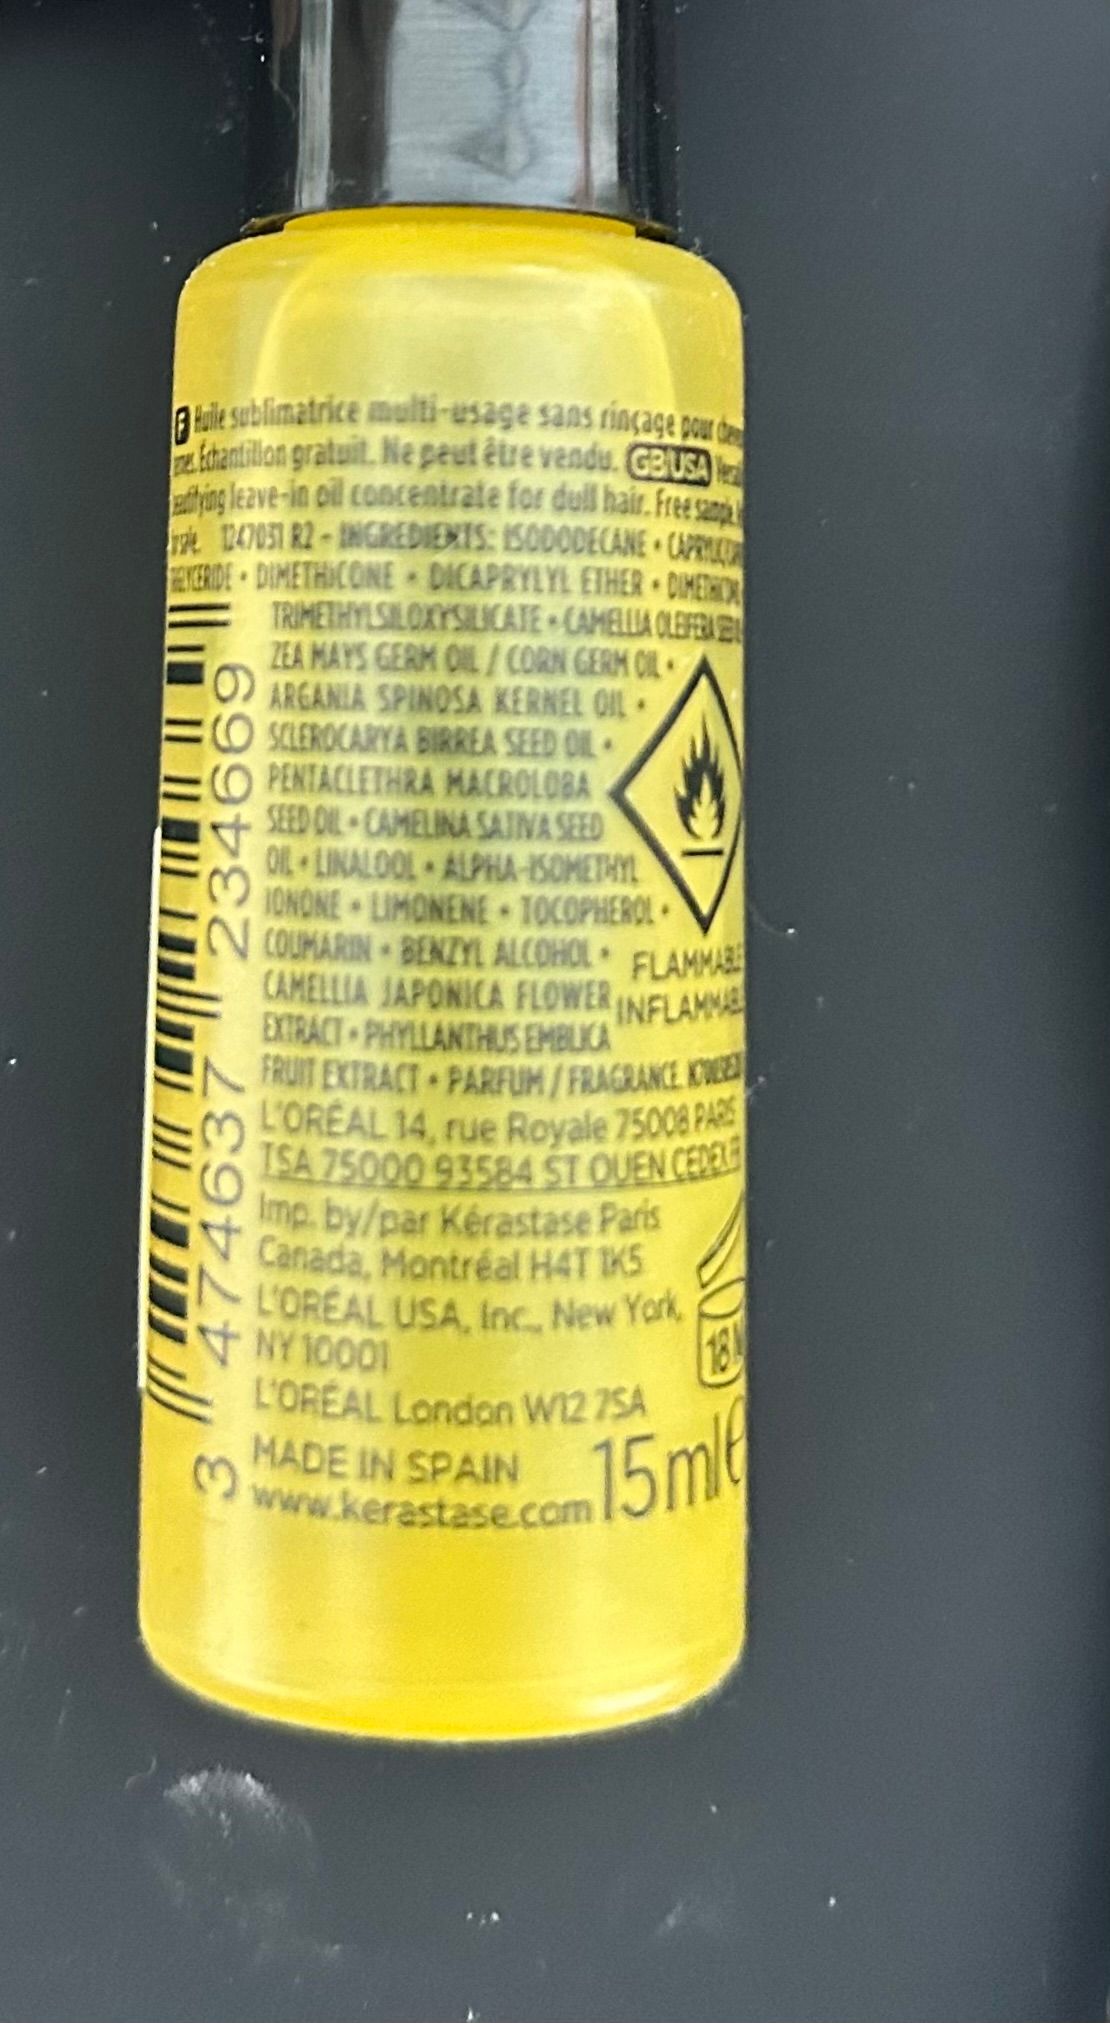 F Huile sublimatrice multi-usage sans rinçage pour
Échantillon gratuit. Ne peut être vendu. GB USA
leave-in oil concentrate for dull hair. Free sample.
1247031 R2 - INGREDIENTS: ISODODECANE •
• DIMETHICONE • DICAPRYLYL ETHER •
TRIMETHYLSILOXYSILICATE • CAMELLIA OLEIFERA SEED
ZEA MAYS GERM OIL / CORN GERM OIL •
ARGANIA SPINOSA KERNEL OIL •
SCLEROCARYA BIRREA SEED OIL •
PENTACLETHRA MACROLOBA
SEED OIL • CAMELINA SATIVA SEED
OIL • LINALOOL • ALPHA-ISOMETHYL
IONONE • LIMONENE • TOCOPHEROL •
COUMARIN • BENZYL ALCOHOL •
CAMELLIA JAPONICA FLOWER
EXTRACT • PHYLLANTHUS EMBLICA
FRUIT EXTRACT • PARFUM / FRAGRANCE.
L'ORÉAL 14, rue Royale 75008 PARIS
TSA 75000 93584 ST OUEN CEDEX
Imp. by/par Kérastase Paris
Canada, Montréal H4T 1K5
L'ORÉAL USA, Inc., New York,
NY 10001
L'ORÉAL London W12 7SA
MADE IN SPAIN
www.kerastase.com
15ml e
18
FLAMMABLE
3 474637 234669